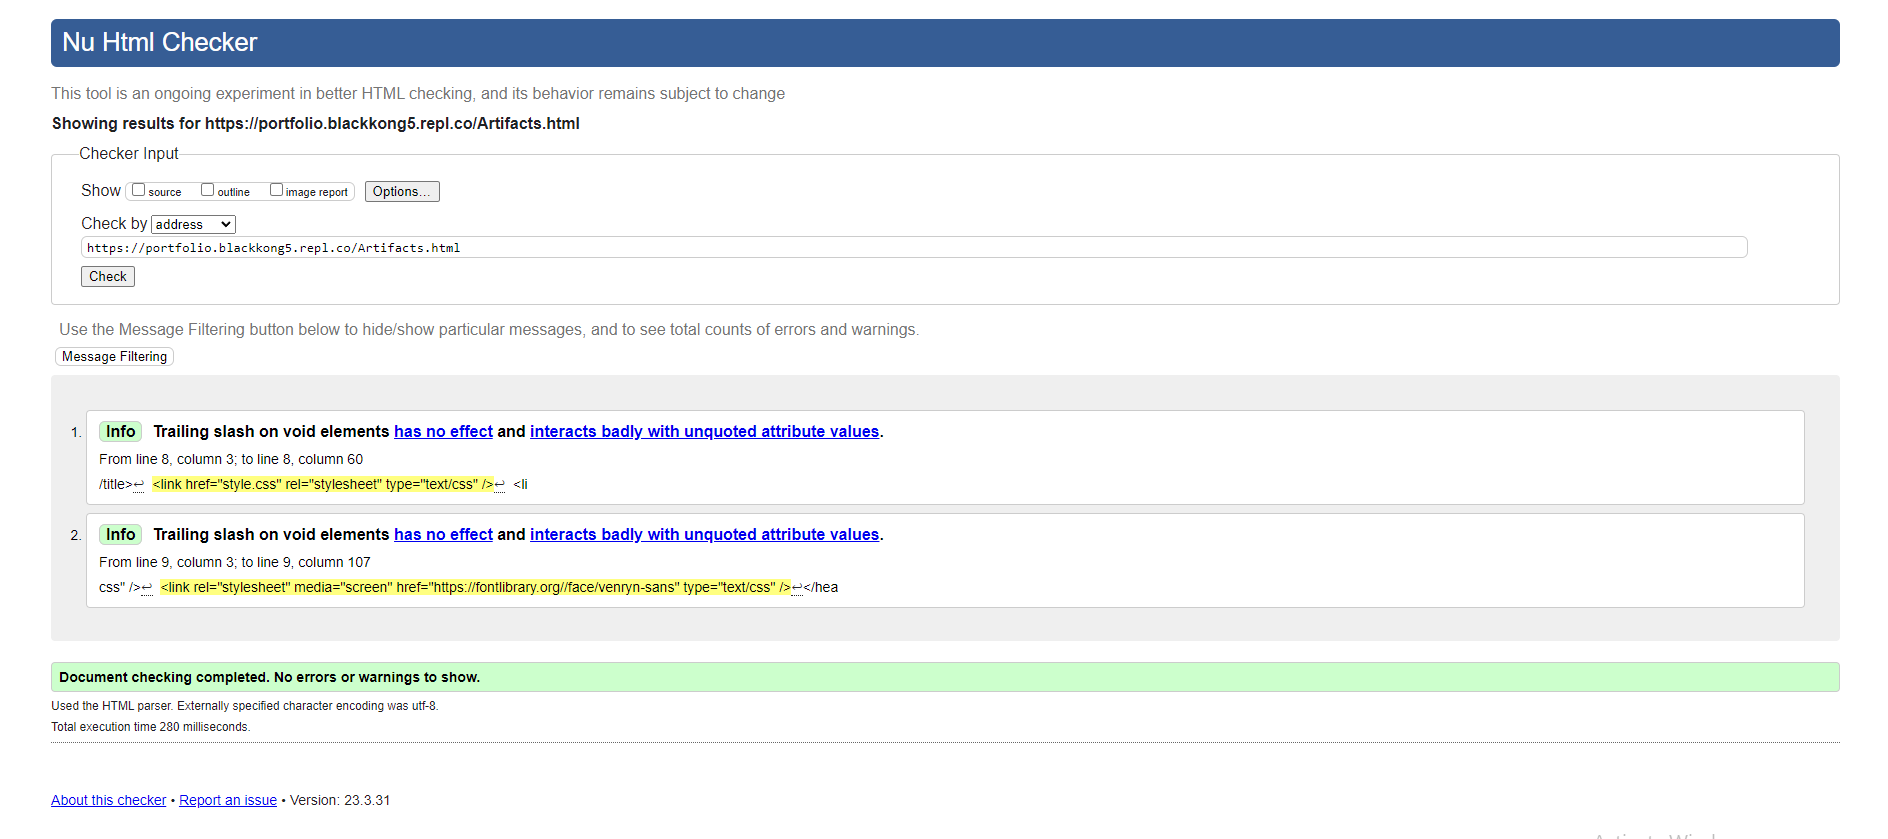 Nu Html Checker
This tool is an ongoing experiment in better HTML checking, and its behavior remains subject to change
Showing results for https://portfolio.blackkong5.repl.co/Artifacts.html
Checker Input
Show source outline image report Options...
Check by address
https://portfolio.blackkong5.repl.co/Artifacts.html
Check
Use the Message Filtering button below to hide/show particular messages, and to see total counts of errors and warnings.
Message Filtering
1. Info Trailing slash on void elements has no effect and interacts badly with unquoted attribute values.
From line 8, column 3; to line 8, column 60
/title>↩ <link href="style.css" rel="stylesheet" type="text/css" />↩ <li
2. Info Trailing slash on void elements has no effect and interacts badly with unquoted attribute values.
From line 9, column 3; to line 9, column 107
css" />↩ <link rel="stylesheet" media="screen" href="https://fontlibrary.org//face/venryn-sans" type="text/css" />↩</hea
Document checking completed. No errors or warnings to show.
Used the HTML parser. Externally specified character encoding was utf-8.
Total execution time 280 milliseconds.
About this checker • Report an issue • Version: 23.3.31